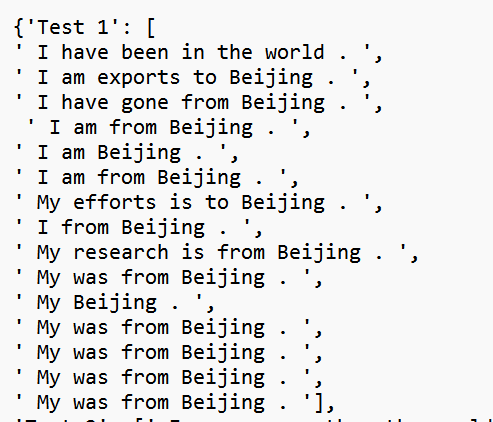 {'Test 1': [
' I have been in the world . ',
' I am exports to Beijing . ',
' I have gone from Beijing . ',
' I am from Beijing . ',
' I am Beijing . ',
' I am from Beijing . ',
' My efforts is to Beijing . ',
' I from Beijing . ',
' My research is from Beijing . ',
' My was from Beijing . ',
' My Beijing . ',
' My was from Beijing . ',
' My was from Beijing . ',
' My was from Beijing . ',
' My was from Beijing . '],